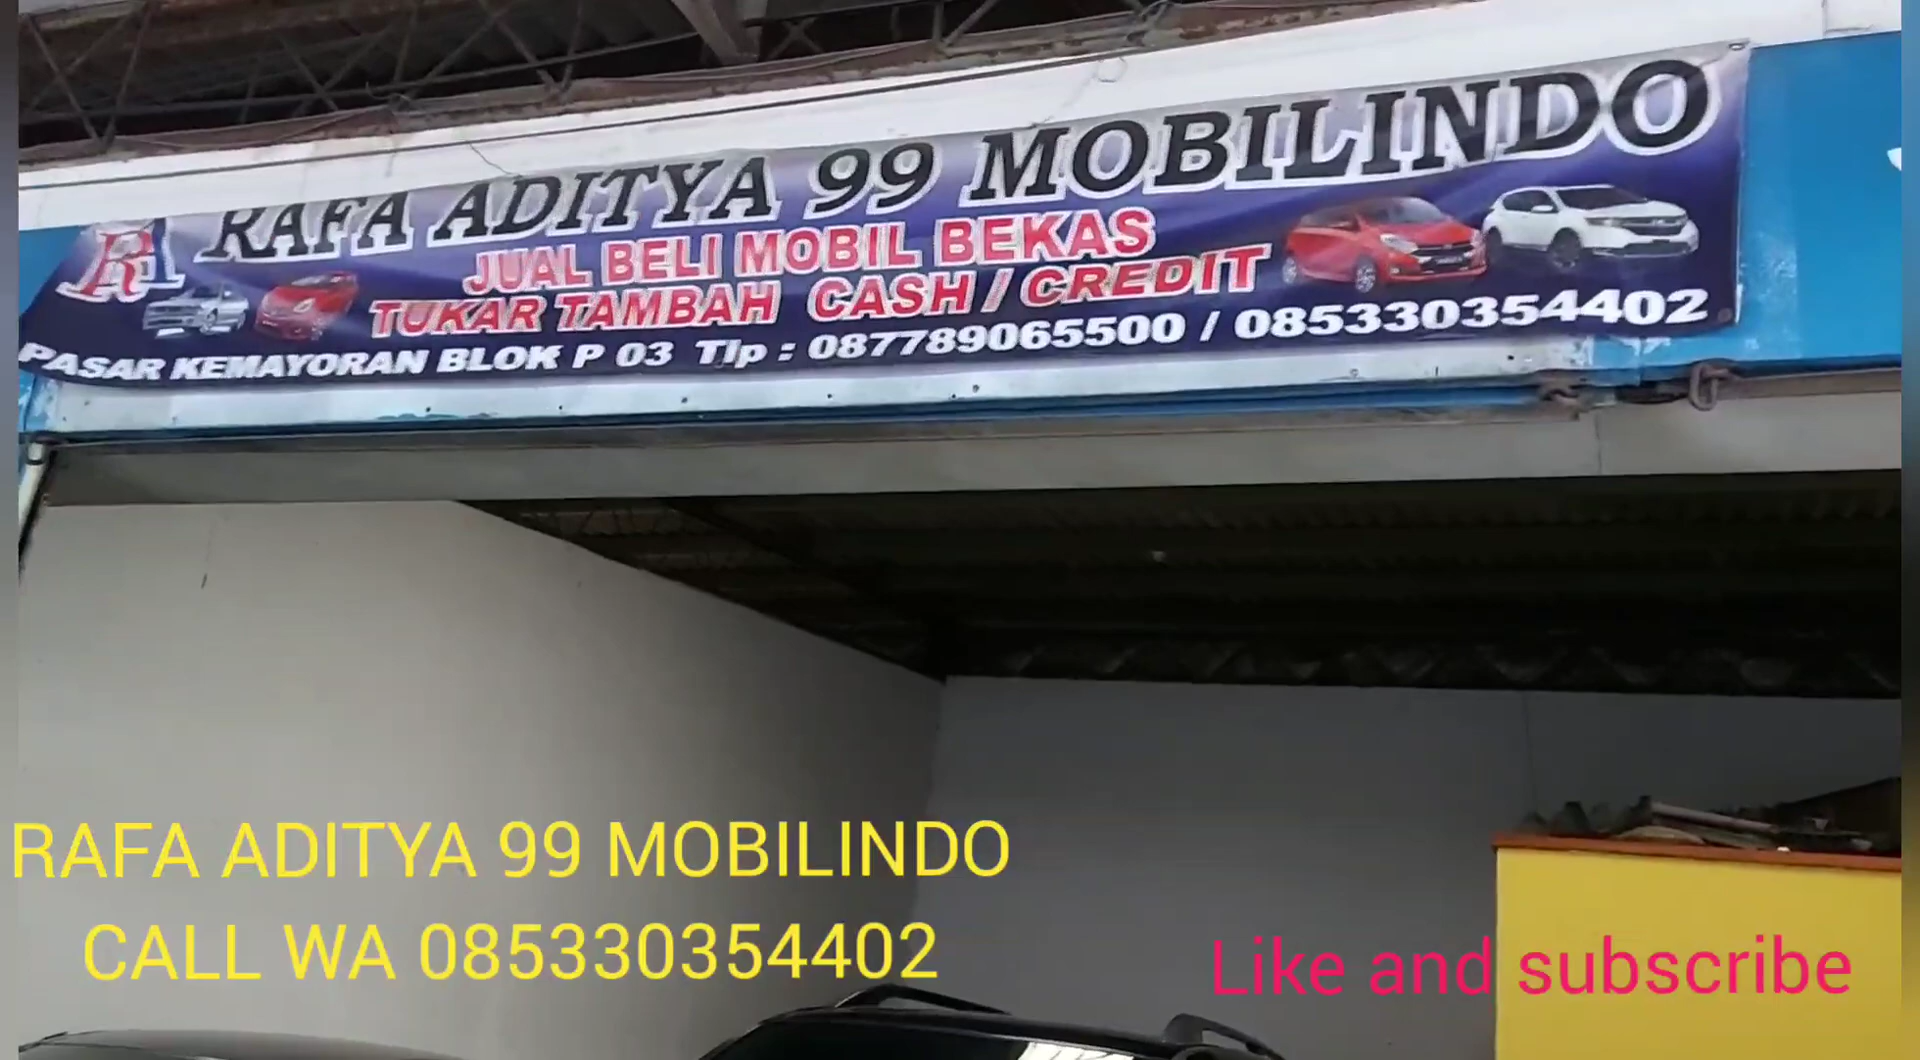 RA
RAFA ADITYA 99 MOBILINDO
JUAL BELI MOBIL BEKAS
TUKAR TAMBAH CASH / CREDIT
PASAR KEMAYORAN BLOK P 03 Tlp : 087789065500 / 085330354402
RAFA ADITYA 99 MOBILINDO
CALL WA 085330354402
Like and subscribe